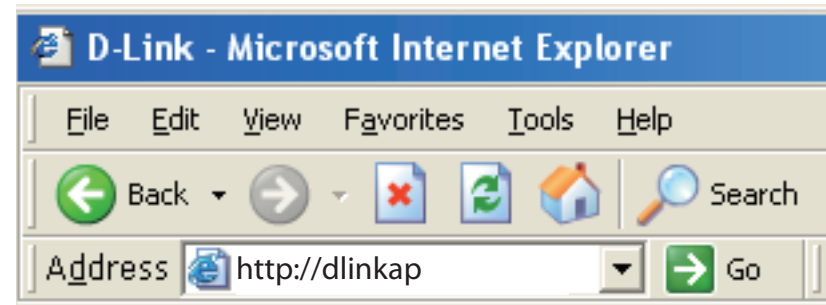 D-Link - Microsoft Internet Explorer
File Edit View Favorites Tools Help
Back Search
Address http://dlinkap Go